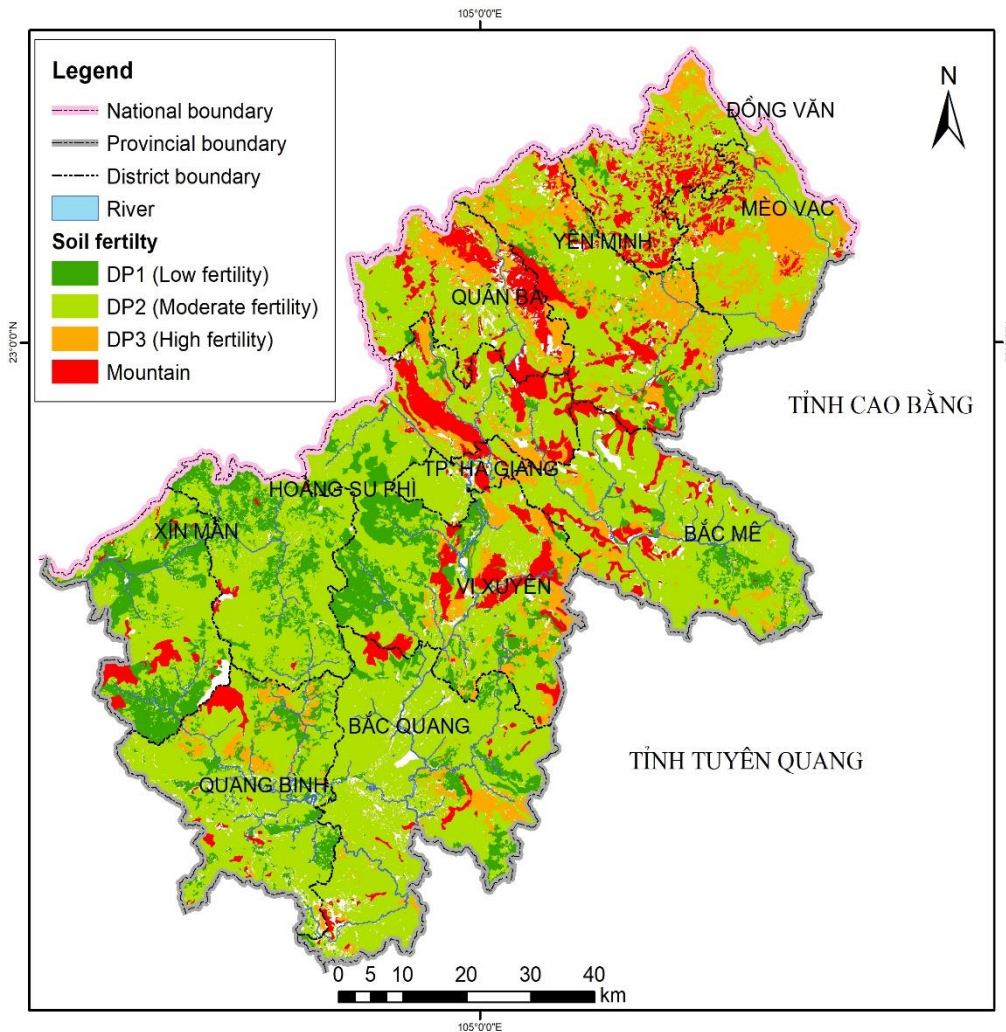 105°0'0"E
Legend
National boundary
Provincial boundary
District boundary
River
Soil fertilty
DP1 (Low fertility)
DP2 (Moderate fertility)
DP3 (High fertility)
Mountain
N
ĐỒNG VĂN
MÈO VẠC
YÊN MINH
QUẢN BẠ
23°0'0"N
TỈNH CAO BẰNG
TP. HÀ GIANG
HOÀNG SU PHÌ
XÍN MẦN
BẮC MÊ
VỊ XUYÊN
BẮC QUANG
TỈNH TUYÊN QUANG
QUANG BÌNH
0 5 10 20 30 40
km
105°0'0"E